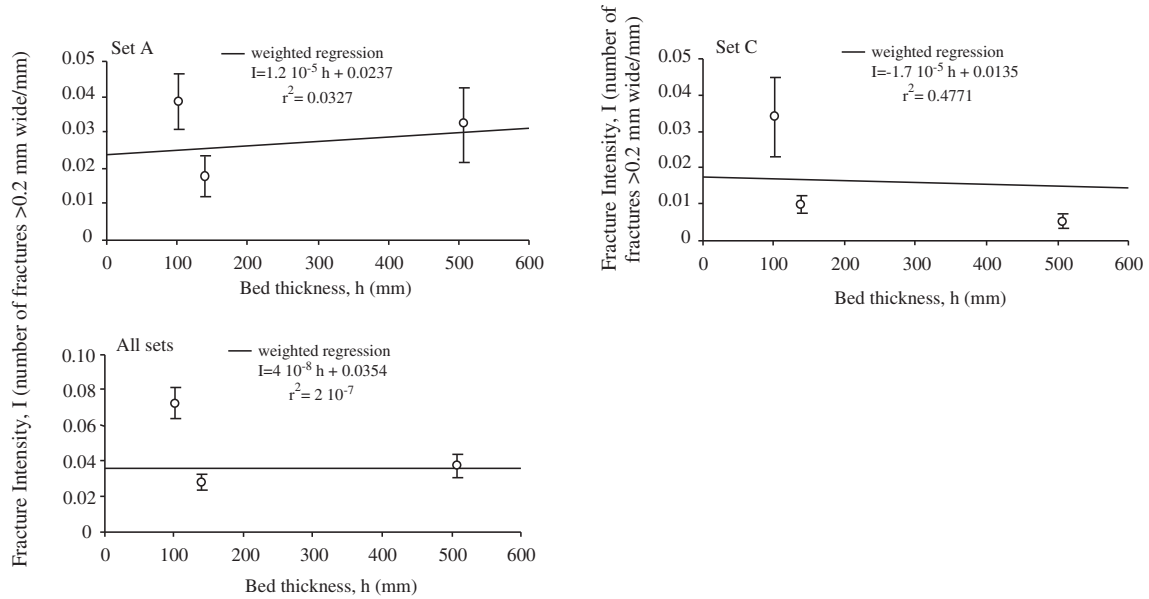 Fracture Intensity, I (number of fractures >0.2 mm wide/mm)
Set A
weighted regression
I=1.2 10-5 h + 0.0237
r2= 0.0327
0.05
0.04
0.03
0.02
0.01
0
0 100 200 300 400 500 600
Bed thickness, h (mm)
Fracture Intensity, I (number of
fractures >0.2 mm wide/mm)
Set C
weighted regression
I=-1.7 10-5 h + 0.0135
r2= 0.4771
0.05
0.04
0.03
0.02
0.01
0
0 100 200 300 400 500 600
Bed thickness, h (mm)
All sets
weighted regression
I=4 10-8 h + 0.0354
r2= 2 10-7
0.10
0.08
0.06
0.04
0.02
0
0 100 200 300 400 500 600
Bed thickness, h (mm)